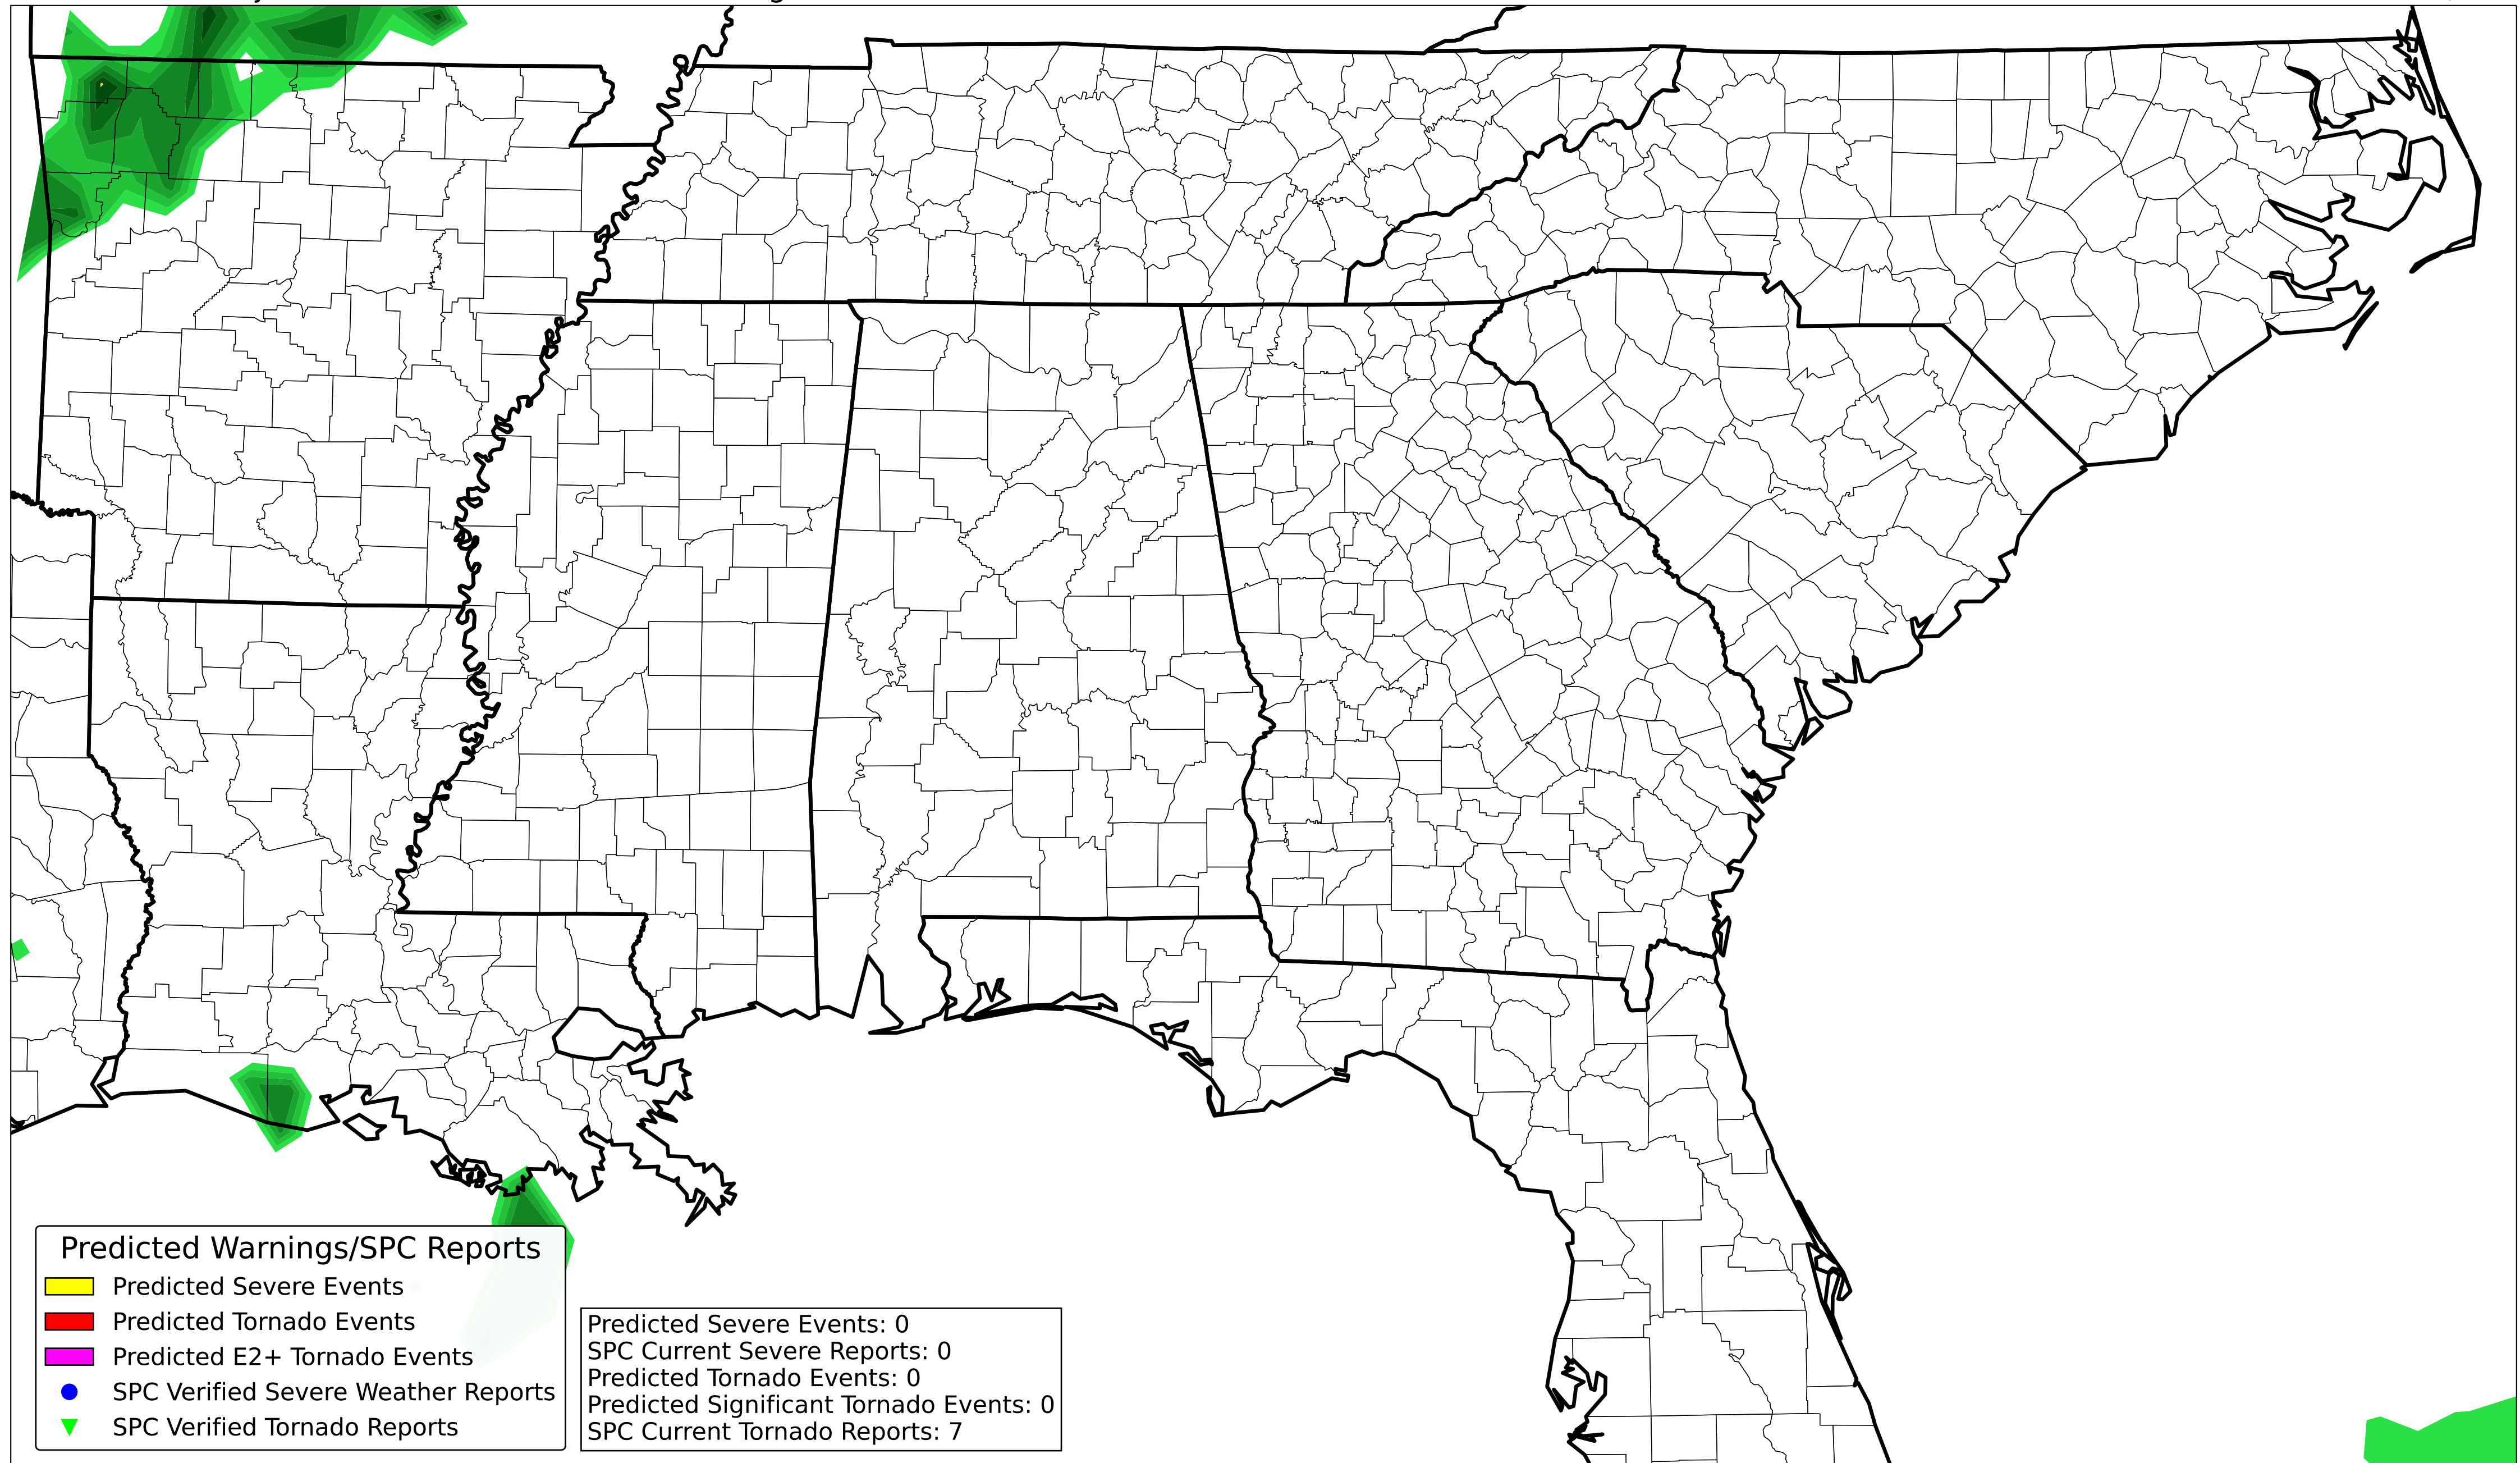 Predicted Warnings/SPC Reports
Predicted Severe Events
Predicted Tornado Events
Predicted E2+ Tornado Events
SPC Verified Severe Weather Reports
SPC Verified Tornado Reports
Predicted Severe Events: 0
SPC Current Severe Reports: 0
Predicted Tornado Events: 0
Predicted Significant Tornado Events: 0
SPC Current Tornado Reports: 7